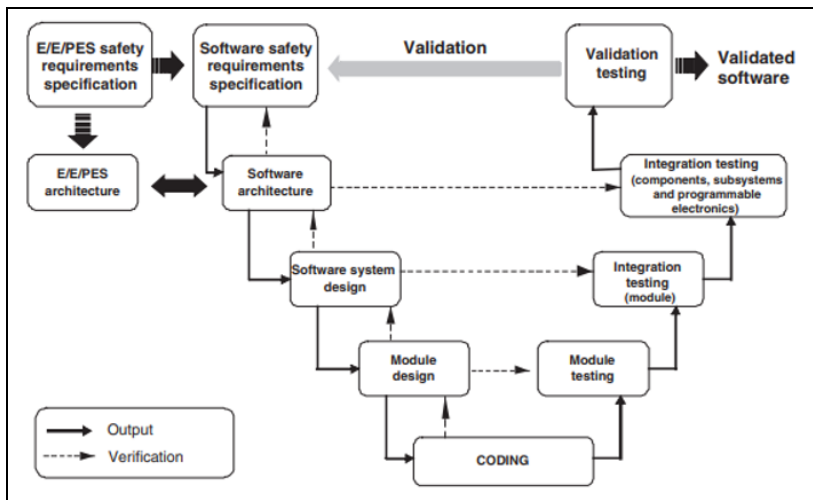 E/E/PES safety
requirements
specification
Software safety
requirements
specification
Validation
Validation
testing
Validated
software
E/E/PES
architecture
Software
architecture
Integration testing
(components, subsystems
and programmable
electronics)
Software system
design
Integration
testing
(module)
Module
design
Module
testing
CODING
Output
Verification